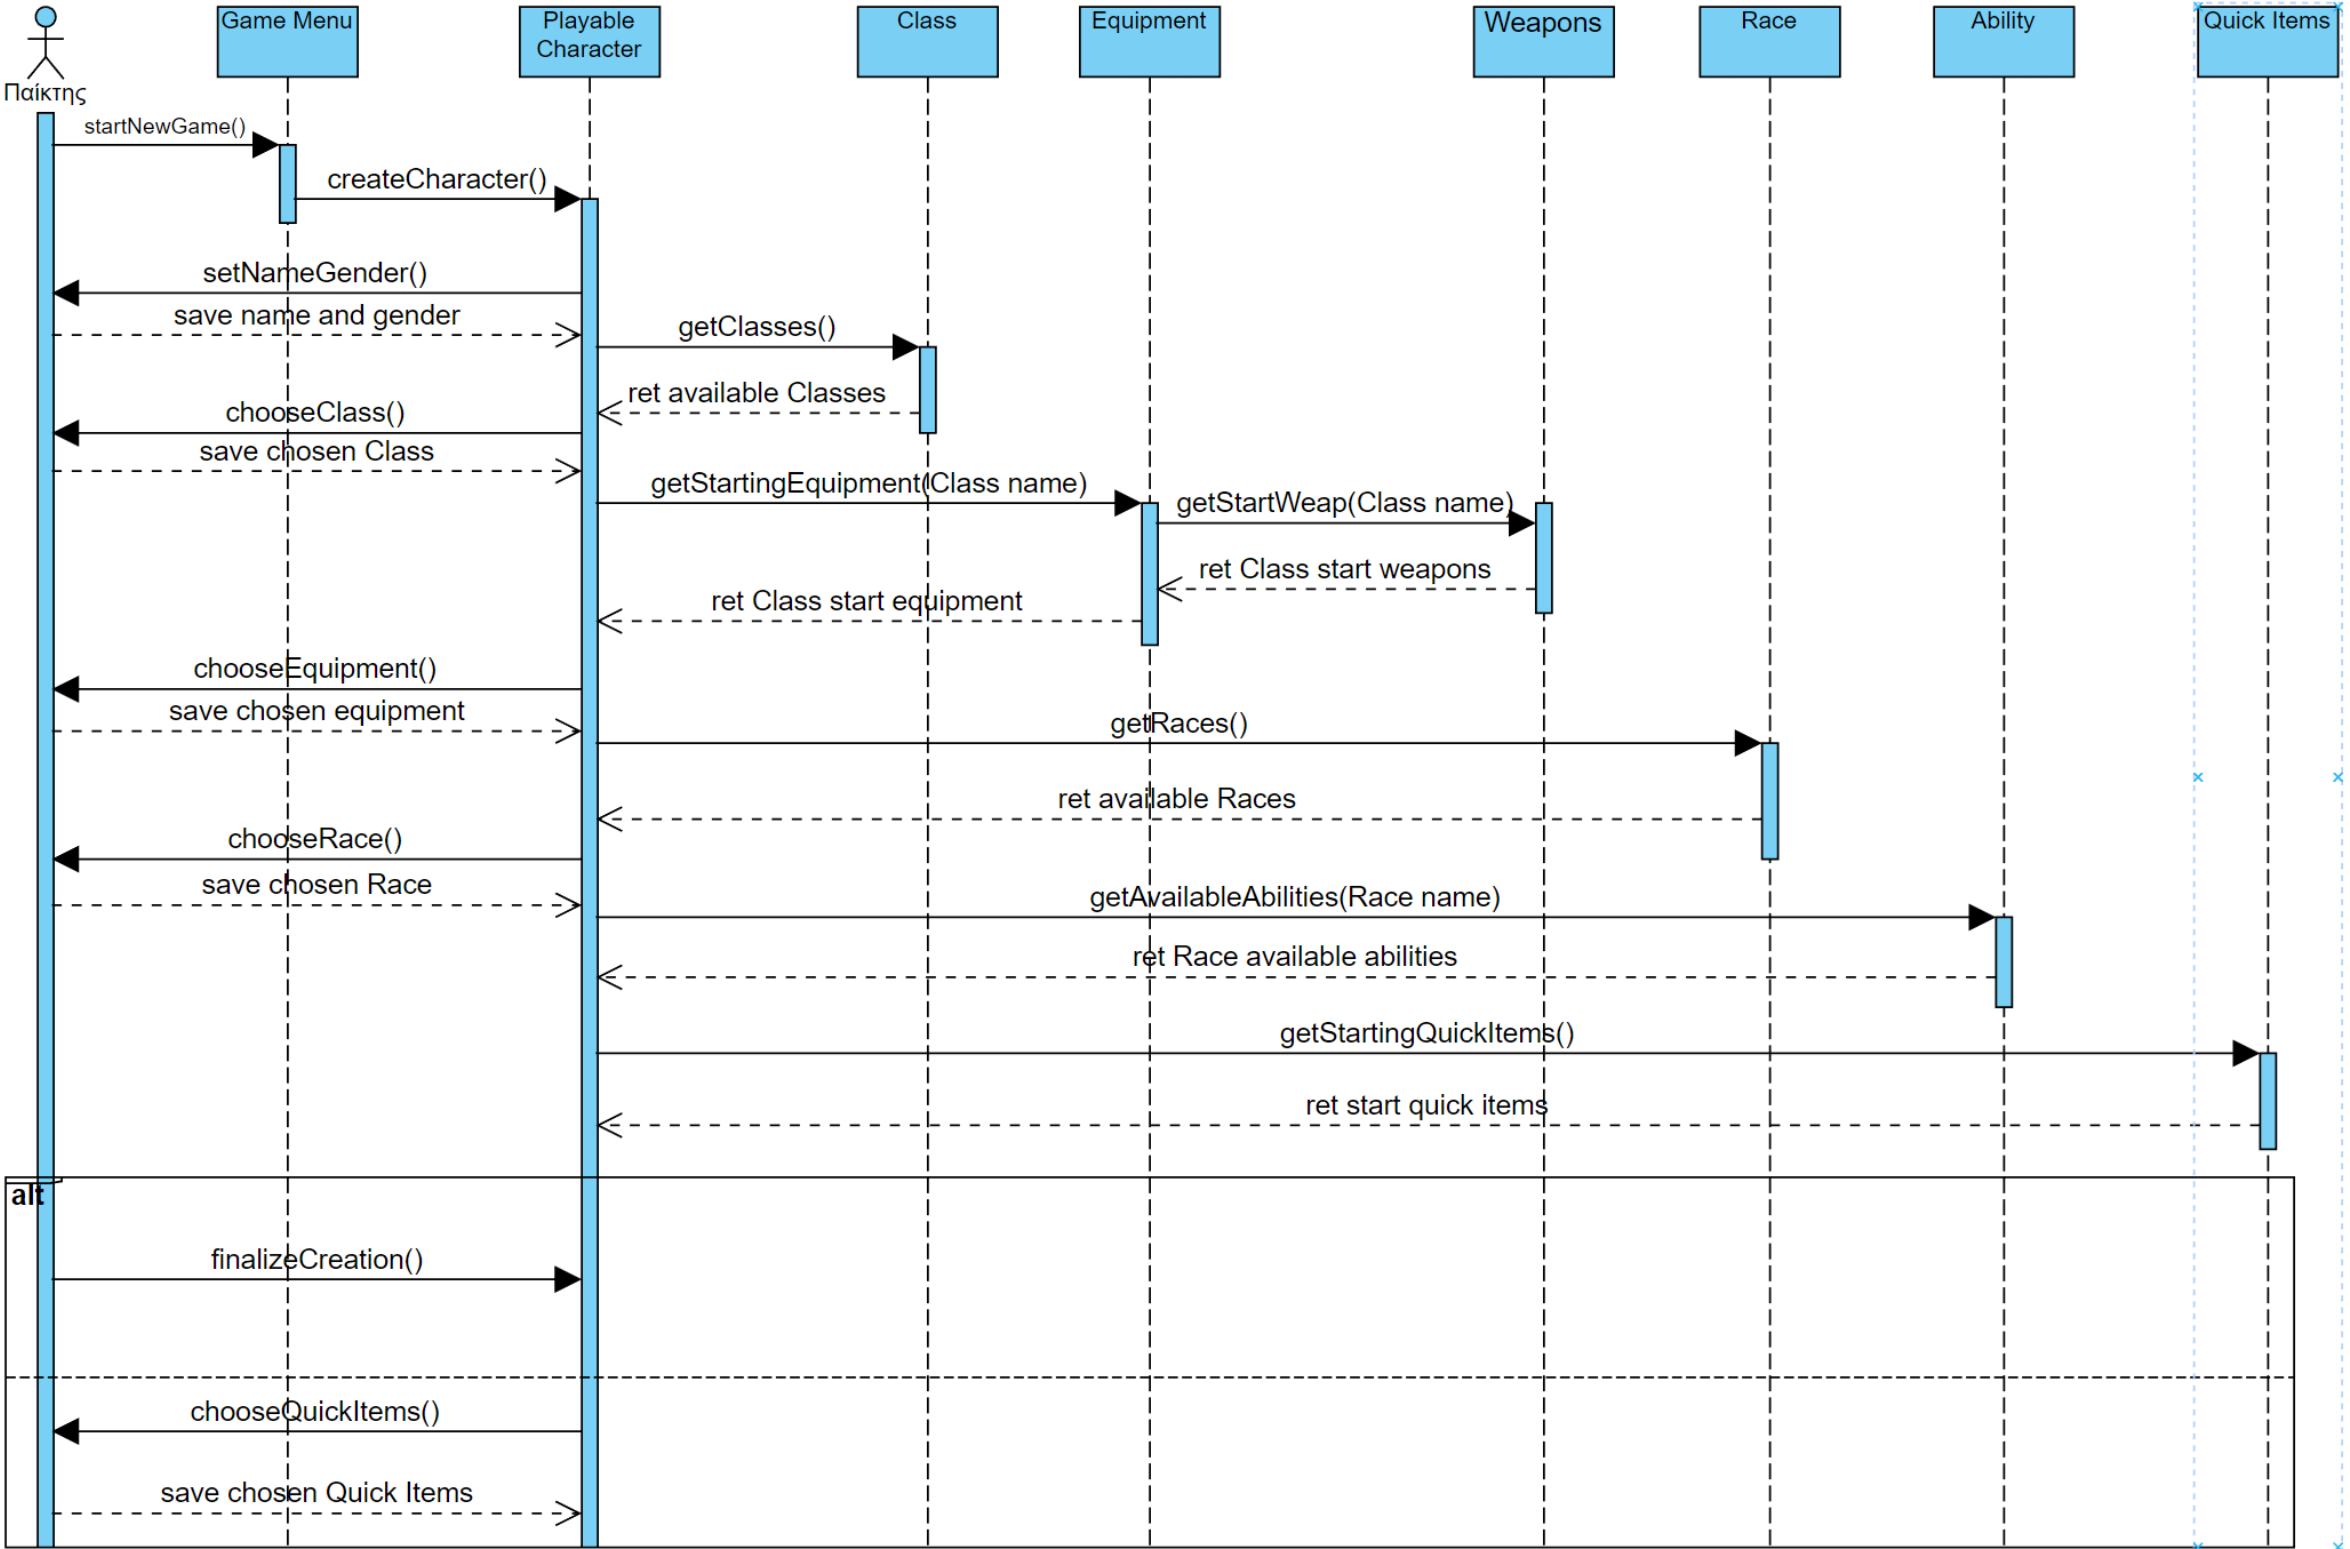 Game Menu
Playable
Character
Class
Equipment
Weapons
Race
Ability
Quick Items
Παίκτης
startNewGame()
createCharacter()
setNameGender()
save name and gender
getClasses()
ret available Classes
chooseClass()
save chosen Class
getStartingEquipment(Class name)
getStartWeap(Class name)
ret Class start weapons
ret Class start equipment
chooseEquipment()
save chosen equipment
getRaces()
ret available Races
chooseRace()
save chosen Race
getAvailableAbilities(Race name)
ret Race available abilities
getStartingQuickItems()
ret start quick items
alt
finalizeCreation()
chooseQuickItems()
save chosen Quick Items